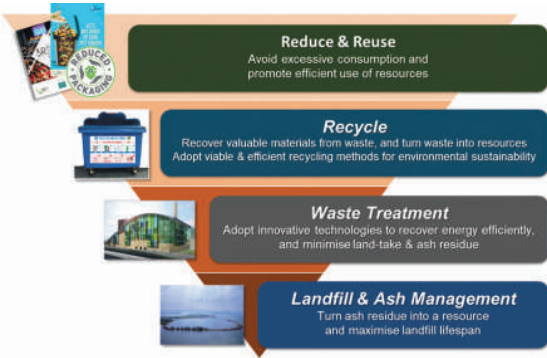 REDUCED
PACKAGING
Reduce & Reuse
Avoid excessive consumption and
promote efficient use of resources
Recycle
Recover valuable materials from waste, and turn waste into resources
Adopt viable & efficient recycling methods for environmental sustainability
Waste Treatment
Adopt innovative technologies to recover energy efficiently,
and minimise land-take & ash residue
Landfill & Ash Management
Turn ash residue into a resource
and maximise landfill lifespan